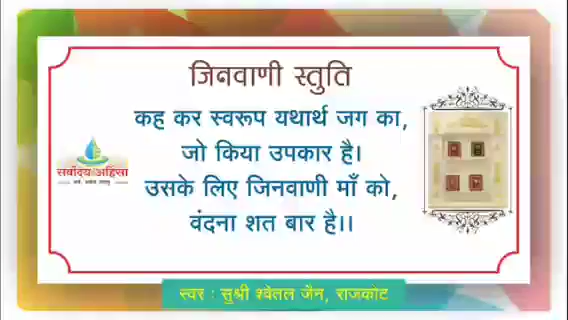 जिनवाणी स्तुति
कह कर स्वरूप यथार्थ जग का,
जो किया उपकार है।
उसके लिए जिनवाणी माँ को,
वंदना शत बार है।।
सर्वोदय अहिंसा
स्वर : सुश्री श्वेतल जैन, राजकोट